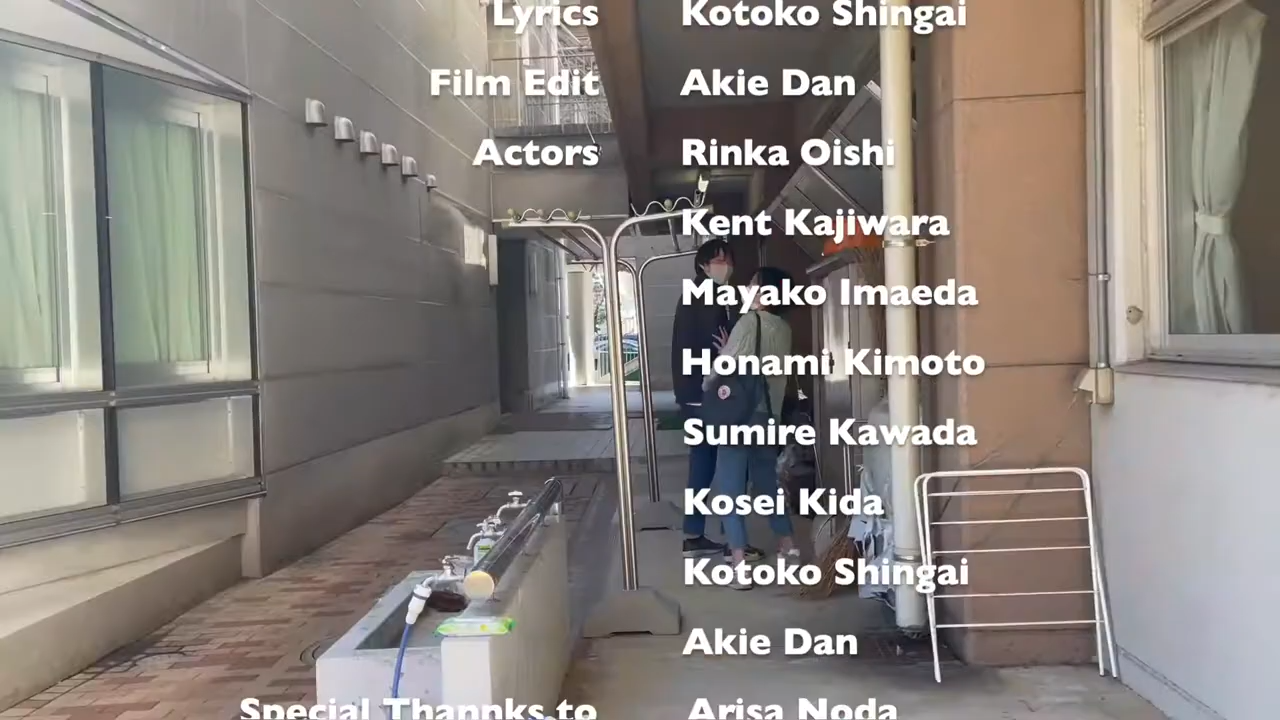 Lyrics Kotoko Shingai
Film Edit Akie Dan
Actors Rinka Oishi
Kent Kajiwara
Mayako Imaeda
Honami Kimoto
Sumire Kawada
Kosei Kida
Kotoko Shingai
Akie Dan
Special Thannks to Arisa Noda